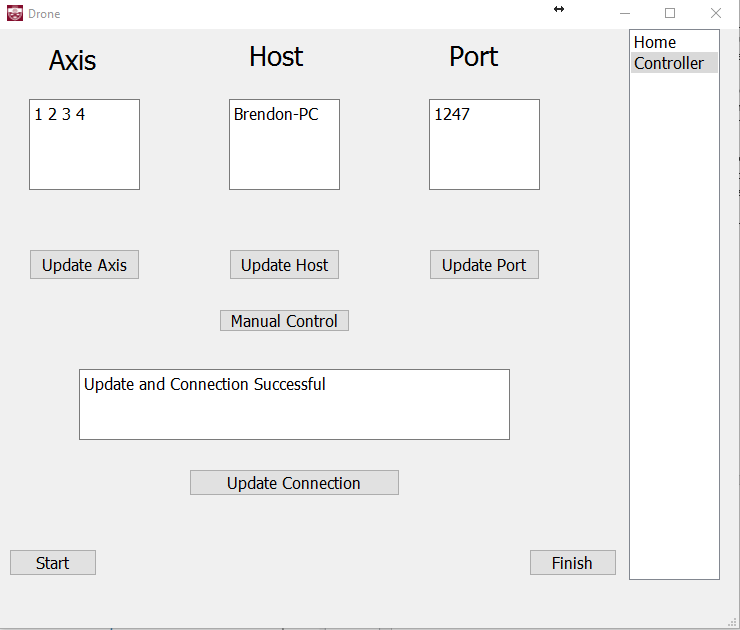 Drone
Axis Host Port
Home
Controller
1 2 3 4 Brendon-PC 1247
Update Axis Update Host Update Port
Manual Control
Update and Connection Successful
Update Connection
Start Finish